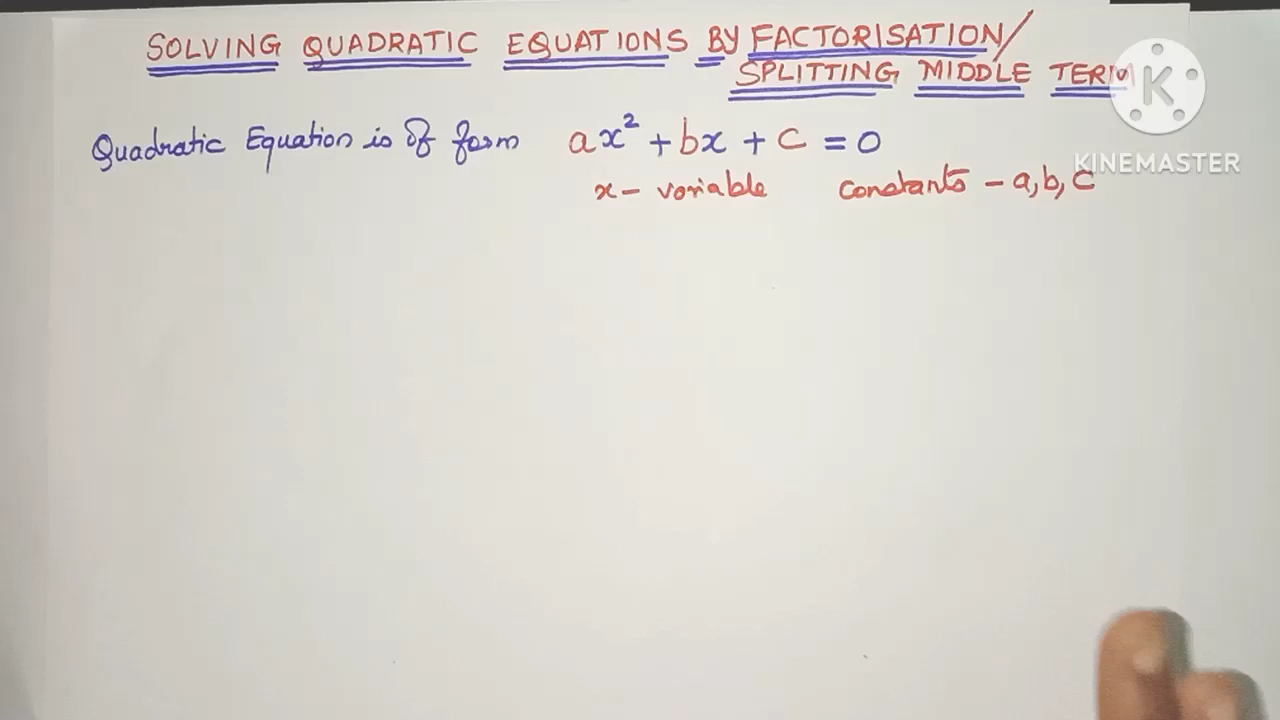 SOLVING QUADRATIC EQUATIONS BY FACTORISATION/
SPLITTING MIDDLE TERM
Quadratic Equation is of form ax² + bx + c = 0
x - variable constants - a, b, c
K
KINEMASTER